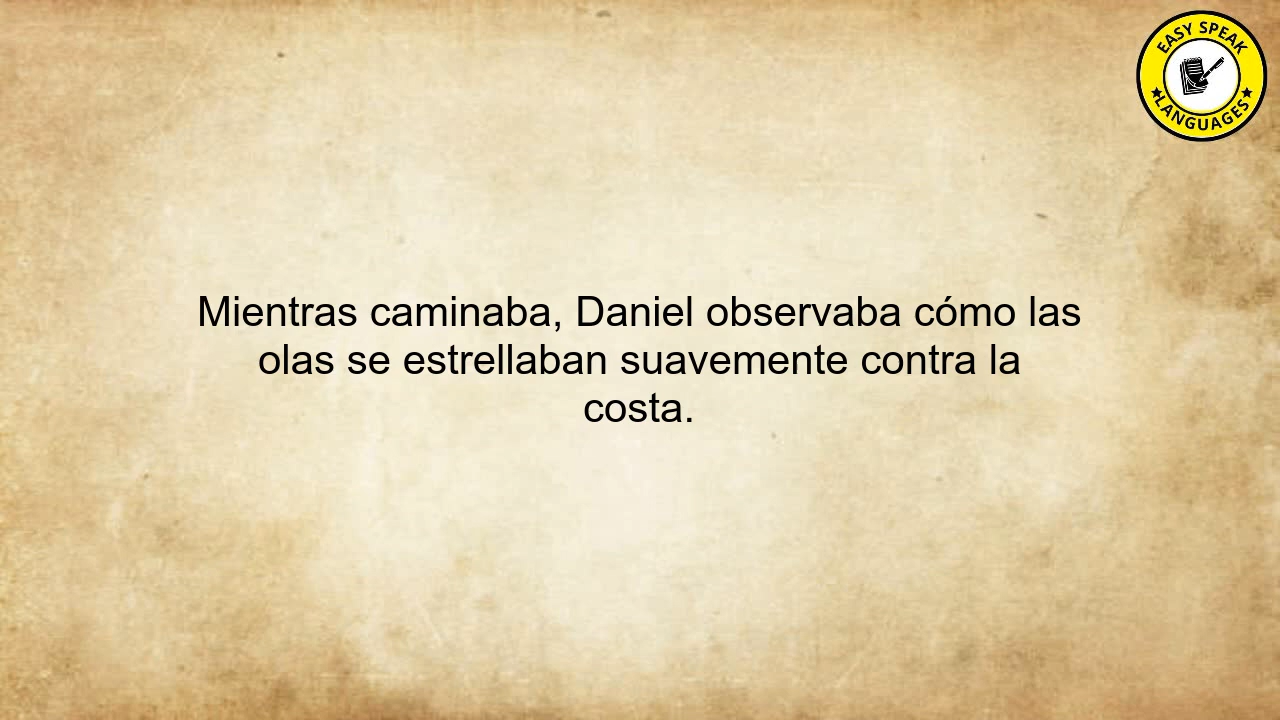 EASY SPEAK
LANGUAGES
Mientras caminaba, Daniel observaba cómo las
olas se estrellaban suavemente contra la
costa.